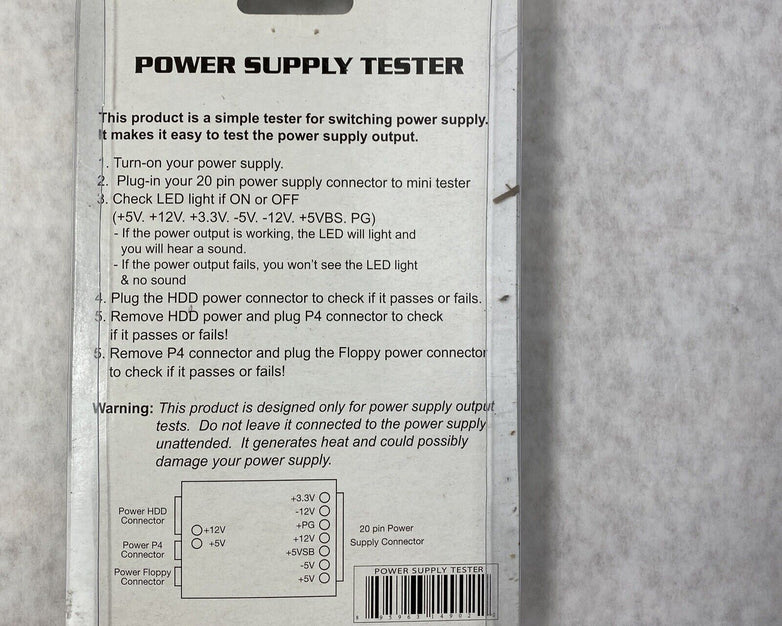 POWER SUPPLY TESTER
This product is a simple tester for switching power supply.
It makes it easy to test the power supply output.
1. Turn-on your power supply.
2. Plug-in your 20 pin power supply connector to mini tester
3. Check LED light if ON or OFF
(+5V. +12V. +3.3V. -5V. -12V. +5VBS. PG)
- If the power output is working, the LED will light and
you will hear a sound.
- If the power output fails, you won't see the LED light
& no sound
4. Plug the HDD power connector to check if it passes or fails.
5. Remove HDD power and plug P4 connector to check
if it passes or fails!
6. Remove P4 connector and plug the Floppy power connector
to check if it passes or fails!
Warning: This product is designed only for power supply output
tests. Do not leave it connected to the power supply
unattended. It generates heat and could possibly
damage your power supply.
Power HDD
Connector
Power P4
Connector
Power Floppy
Connector
+12V
+5V
+3.3V
-12V
+PG
+12V
+5VSB
-5V
+5V
20 pin Power
Supply Connector
POWER SUPPLY TESTER